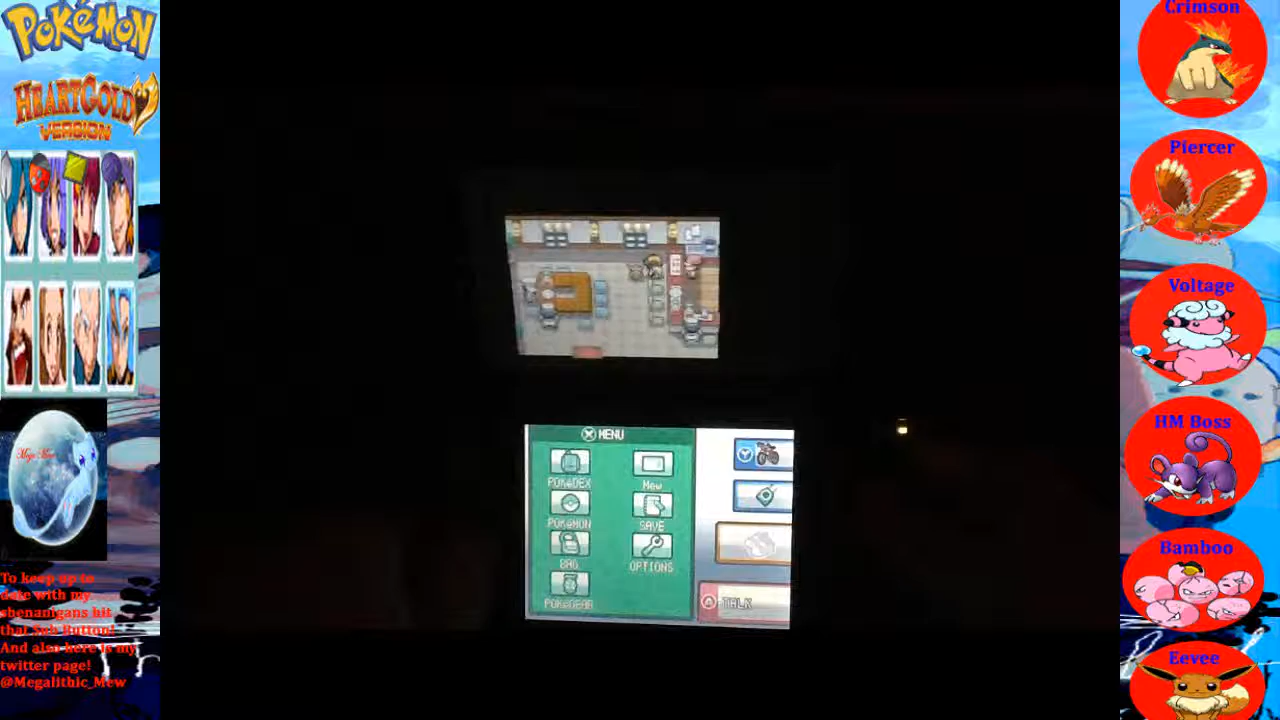 POKéMON
HEARTGOLD
VERSION
Mega Mew
To keep up to
date with my
shenanigans hit
that Sub Button!
And also here is my
twitter page!
@Megalithic_Mew
MENU
POKéDEX
Mew
POKéMON
SAVE
BAG
OPTIONS
POKéGEAR
Y
A TALK
Crimson
Piercer
Voltage
HM Boss
Bamboo
Eevee